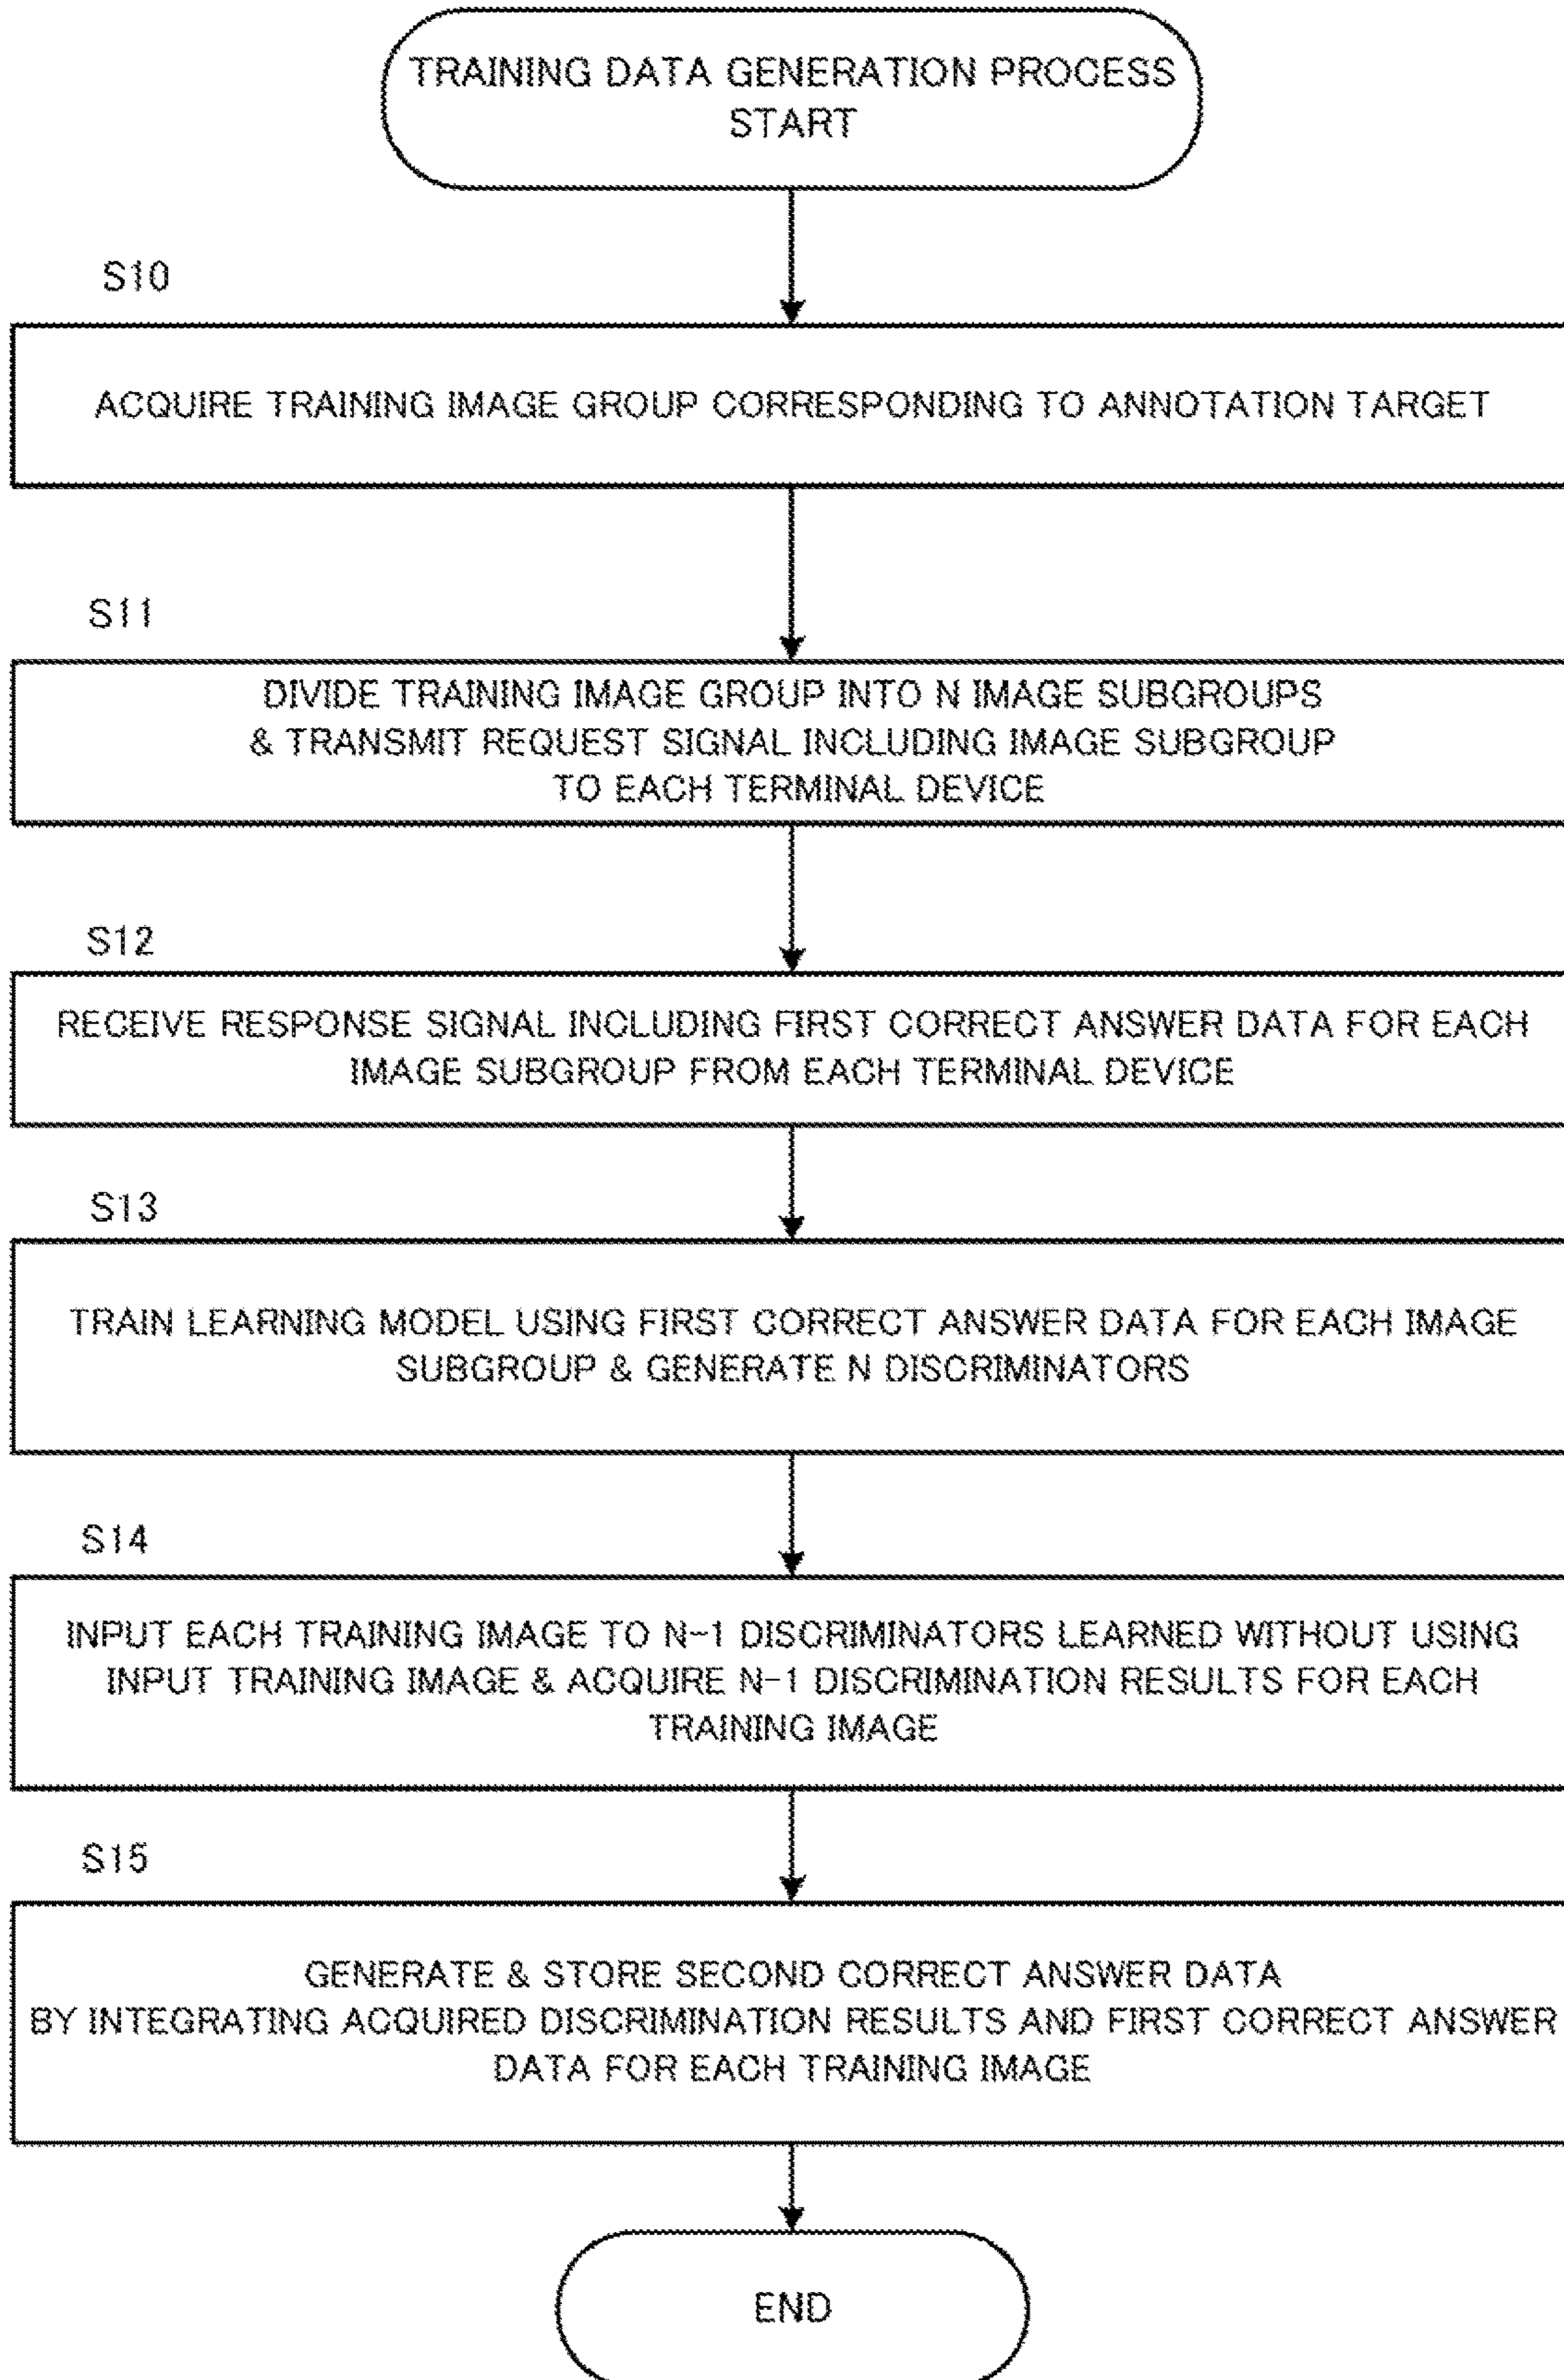 TRAINING DATA GENERATION PROCESS
START
S10
ACQUIRE TRAINING IMAGE GROUP CORRESPONDING TO ANNOTATION TARGET
S11
DIVIDE TRAINING IMAGE GROUP INTO N IMAGE SUBGROUPS
& TRANSMIT REQUEST SIGNAL INCLUDING IMAGE SUBGROUP
TO EACH TERMINAL DEVICE
S12
RECEIVE RESPONSE SIGNAL INCLUDING FIRST CORRECT ANSWER DATA FOR EACH
IMAGE SUBGROUP FROM EACH TERMINAL DEVICE
S13
TRAIN LEARNING MODEL USING FIRST CORRECT ANSWER DATA FOR EACH IMAGE
SUBGROUP & GENERATE N DISCRIMINATORS
S14
INPUT EACH TRAINING IMAGE TO N-1 DISCRIMINATORS LEARNED WITHOUT USING
INPUT TRAINING IMAGE & ACQUIRE N-1 DISCRIMINATION RESULTS FOR EACH
TRAINING IMAGE
S15
GENERATE & STORE SECOND CORRECT ANSWER DATA
BY INTEGRATING ACQUIRED DISCRIMINATION RESULTS AND FIRST CORRECT ANSWER
DATA FOR EACH TRAINING IMAGE
END